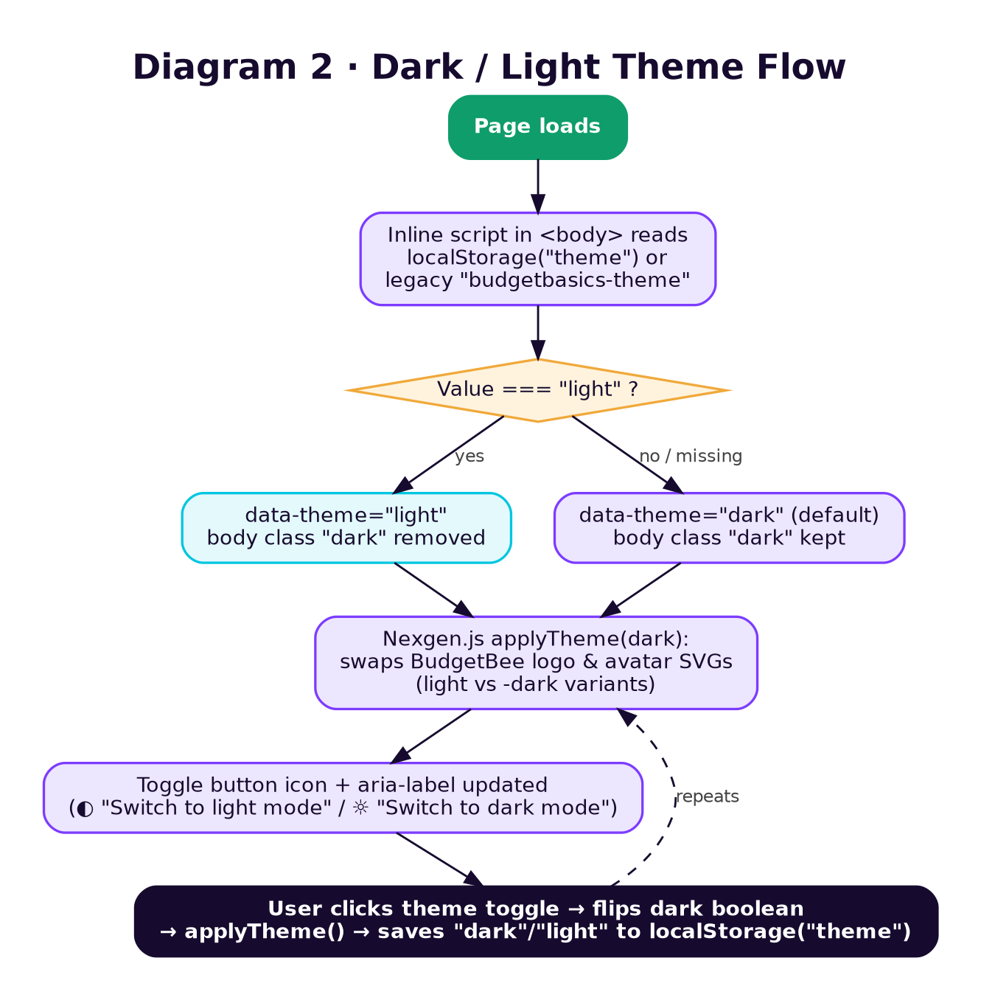 Diagram 2 · Dark / Light Theme Flow
Page loads
Inline script in <body> reads
localStorage("theme") or
legacy "budgetbasics-theme"
Value === "light" ?
yes
no / missing
data-theme="light"
body class "dark" removed
data-theme="dark" (default)
body class "dark" kept
Nexgen.js applyTheme(dark):
swaps BudgetBee logo & avatar SVGs
(light vs -dark variants)
Toggle button icon + aria-label updated
(◐ "Switch to light mode" / ☼ "Switch to dark mode")
repeats
User clicks theme toggle → flips dark boolean
→ applyTheme() → saves "dark"/"light" to localStorage("theme")